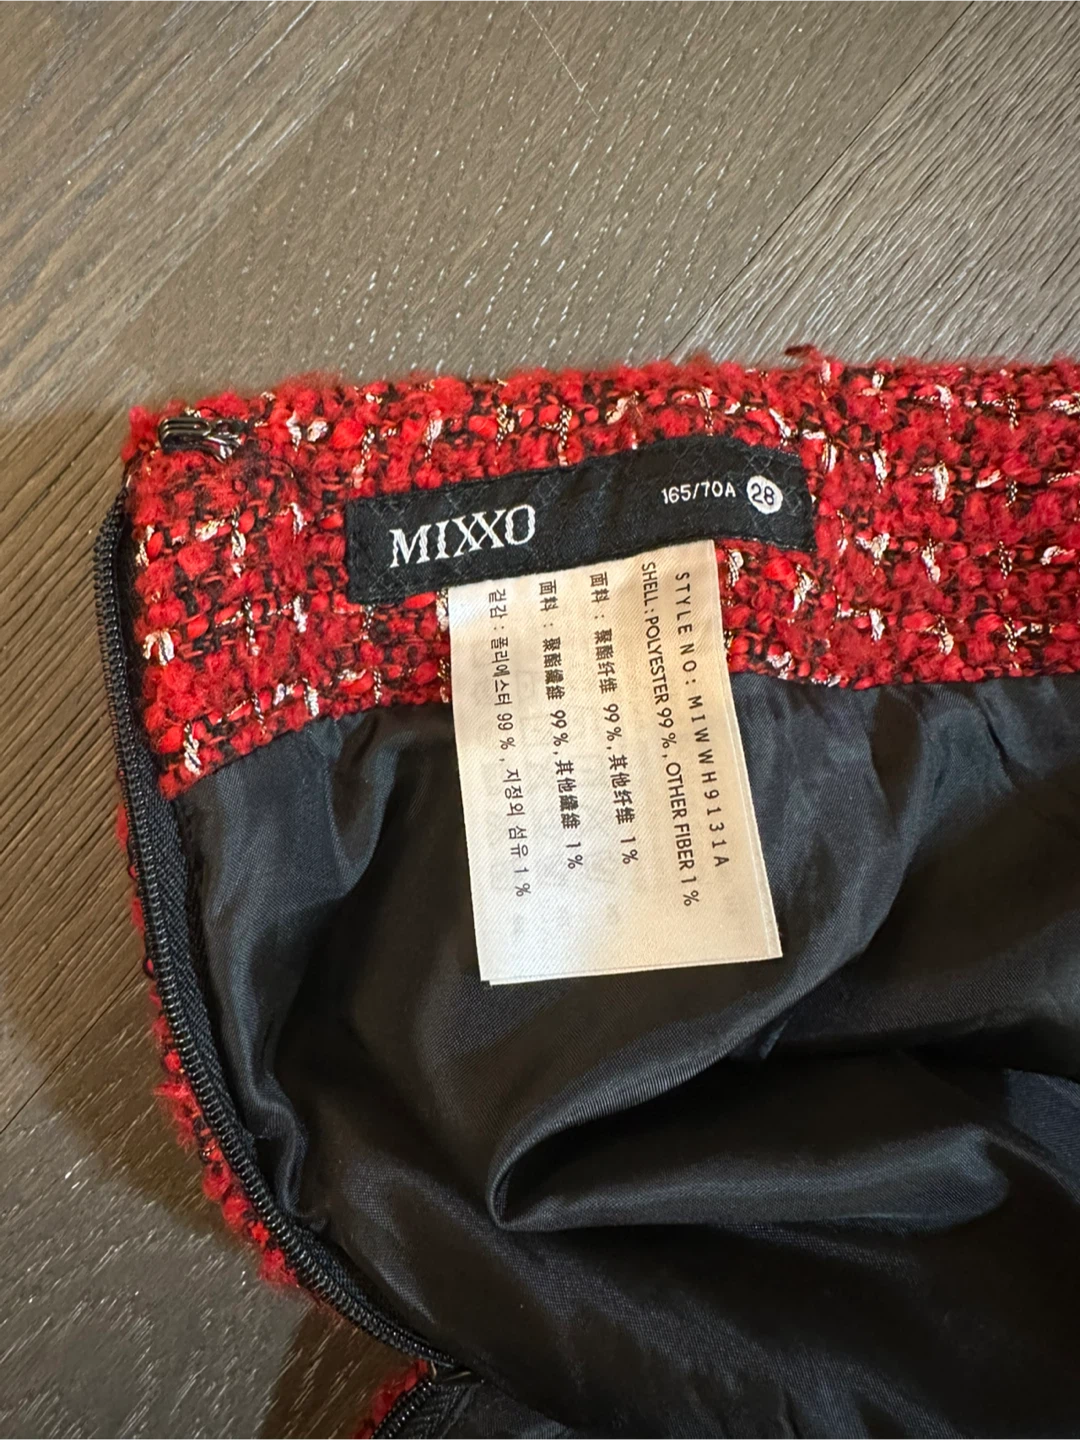 MIXXO
165/70A 28
STYLE NO : MIWWH9131A
SHELL : POLYESTER 99 %, OTHER FIBER 1 %
面料 : 聚酯纤维 99 %,其他纤维 1 %
面料 : 聚酯纖維 99 %,其他纖維 1 %
겉감 : 폴리에스터 99 %, 지정외 섬유 1 %